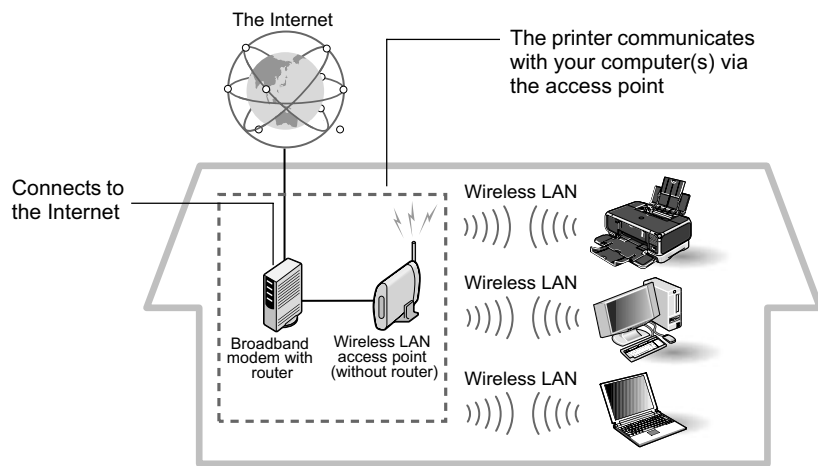 The Internet
The printer communicates
with your computer(s) via
the access point
Connects to
the Internet
Wireless LAN
Wireless LAN
Broadband
modem with
router
Wireless LAN
access point
(without router)
Wireless LAN